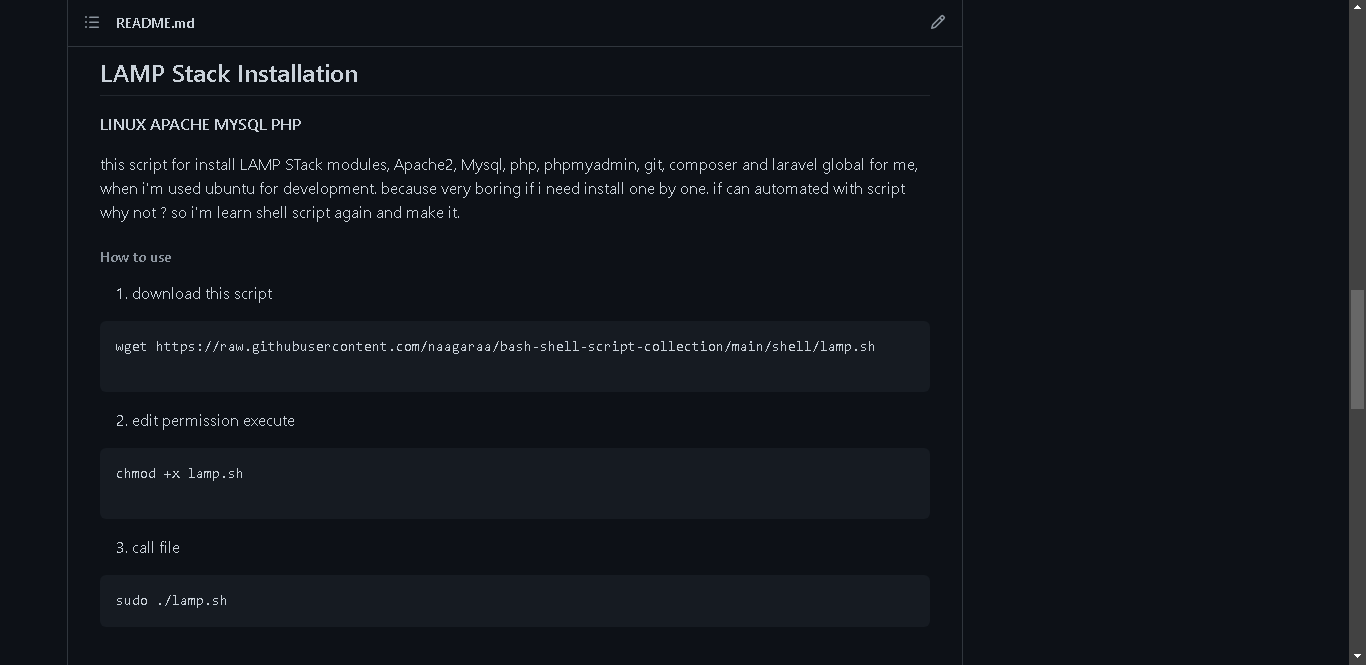 README.md
LAMP Stack Installation
LINUX APACHE MYSQL PHP
this script for install LAMP STack modules, Apache2, Mysql, php, phpmyadmin, git, composer and laravel global for me,
when i'm used ubuntu for development. because very boring if i need install one by one. if can automated with script
why not ? so i'm learn shell script again and make it.
How to use
1. download this script
wget https://raw.githubusercontent.com/naagaraa/bash-shell-script-collection/main/shell/lamp.sh
2. edit permission execute
chmod +x lamp.sh
3. call file
sudo ./lamp.sh